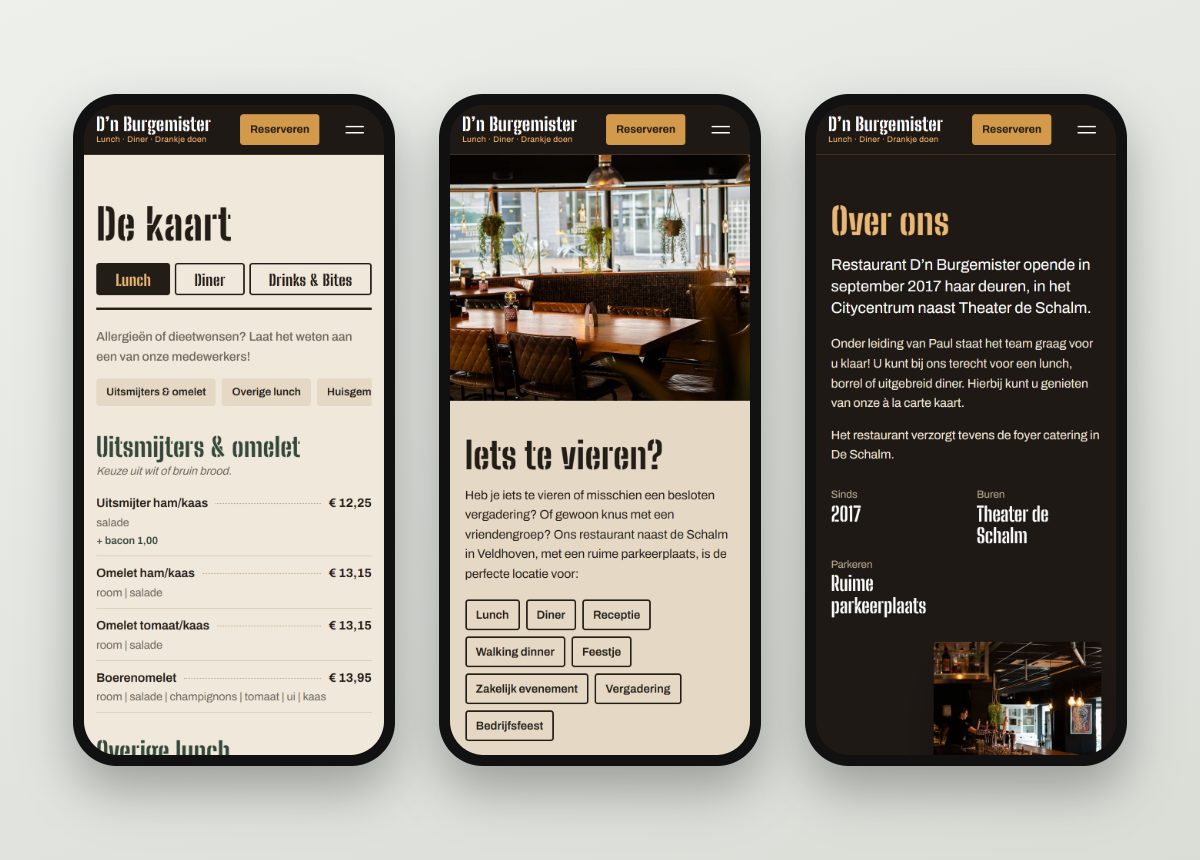 D'n Burgemister
Lunch · Diner · Drankje doen
Reserveren
De kaart
Lunch
Diner
Drinks & Bites
Allergieën of dieetwensen? Laat het weten aan
een van onze medewerkers!
Uitsmijters & omelet
Overige lunch
Huisgem
Uitsmijters & omelet
Keuze uit wit of bruin brood.
Uitsmijter ham/kaas € 12,25
salade
+ bacon 1,00
Omelet ham/kaas € 13,15
room | salade
Omelet tomaat/kaas € 13,15
room | salade
Boerenomelet € 13,95
room | salade | champignons | tomaat | ui | kaas
Overige lunch
D'n Burgemister
Lunch · Diner · Drankje doen
Reserveren
Iets te vieren?
Heb je iets te vieren of misschien een besloten
vergadering? Of gewoon knus met een
vriendengroep? Ons restaurant naast de Schalm
in Veldhoven, met een ruime parkeerplaats, is de
perfecte locatie voor:
Lunch
Diner
Receptie
Walking dinner
Feestje
Zakelijk evenement
Vergadering
Bedrijfsfeest
D'n Burgemister
Lunch · Diner · Drankje doen
Reserveren
Over ons
Restaurant D'n Burgemister opende in
september 2017 haar deuren, in het
Citycentrum naast Theater de Schalm.
Onder leiding van Paul staat het team graag voor
u klaar! U kunt bij ons terecht voor een lunch,
borrel of uitgebreid diner. Hierbij kunt u genieten
van onze à la carte kaart.
Het restaurant verzorgt tevens de foyer catering in
De Schalm.
Sinds
2017
Buren
Theater de
Schalm
Parkeren
Ruime
parkeerplaats